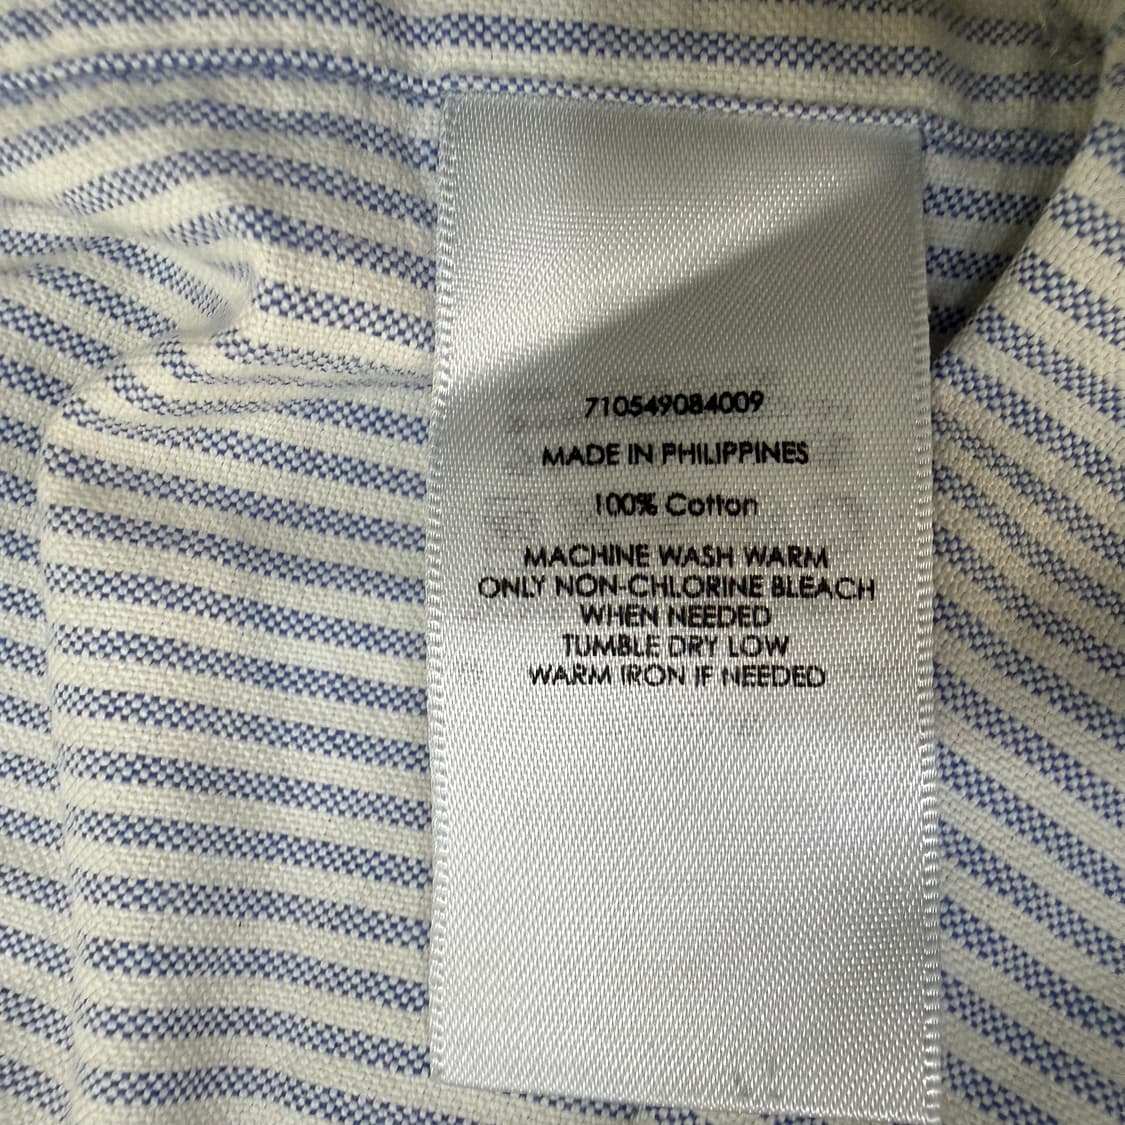 710549084009
MADE IN PHILIPPINES
100% Cotton
MACHINE WASH WARM
ONLY NON-CHLORINE BLEACH
WHEN NEEDED
TUMBLE DRY LOW
WARM IRON IF NEEDED